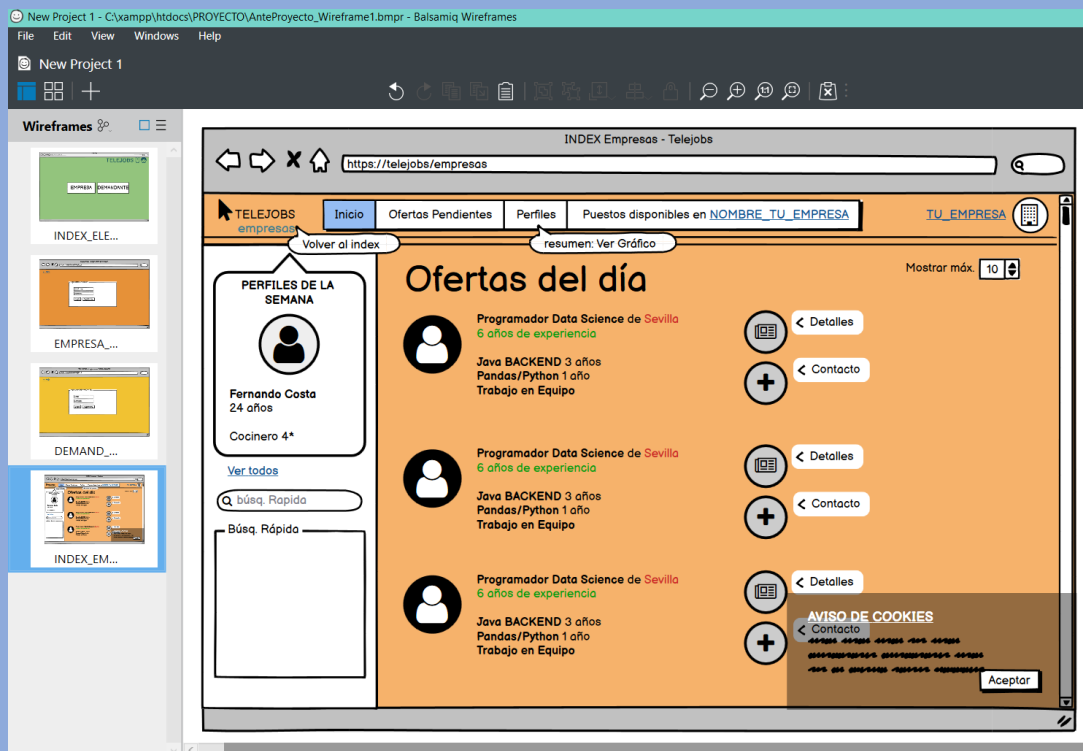 New Project 1 - C:\xampp\htdocs\PROYECTO\AnteProyecto_Wireframe1.bmpr - Balsamiq Wireframes
File Edit View Windows Help
New Project 1
Wireframes
TELEJOBS
EMPRESA DEMANDANTE
INDEX_ELE...
EMPRESA_...
DEMAND_...
INDEX_EM...
INDEX Empresas - Telejobs
https://telejobs/empresas
TELEJOBS
empresas
Inicio Ofertas Pendientes Perfiles Puestos disponibles en NOMBRE_TU_EMPRESA
TU_EMPRESA
Volver al index
resumen: Ver Gráfico
PERFILES DE LA
SEMANA
Fernando Costa
24 años
Cocinero 4*
Ver todos
búsq. Rapida
Búsq. Rápida
Ofertas del día
Mostrar máx. 10
Programador Data Science de Sevilla
6 años de experiencia
Java BACKEND 3 años
Pandas/Python 1 año
Trabajo en Equipo
< Detalles
< Contacto
Programador Data Science de Sevilla
6 años de experiencia
Java BACKEND 3 años
Pandas/Python 1 año
Trabajo en Equipo
< Detalles
< Contacto
Programador Data Science de Sevilla
6 años de experiencia
Java BACKEND 3 años
Pandas/Python 1 año
Trabajo en Equipo
< Detalles
< Contacto
AVISO DE COOKIES
Aceptar